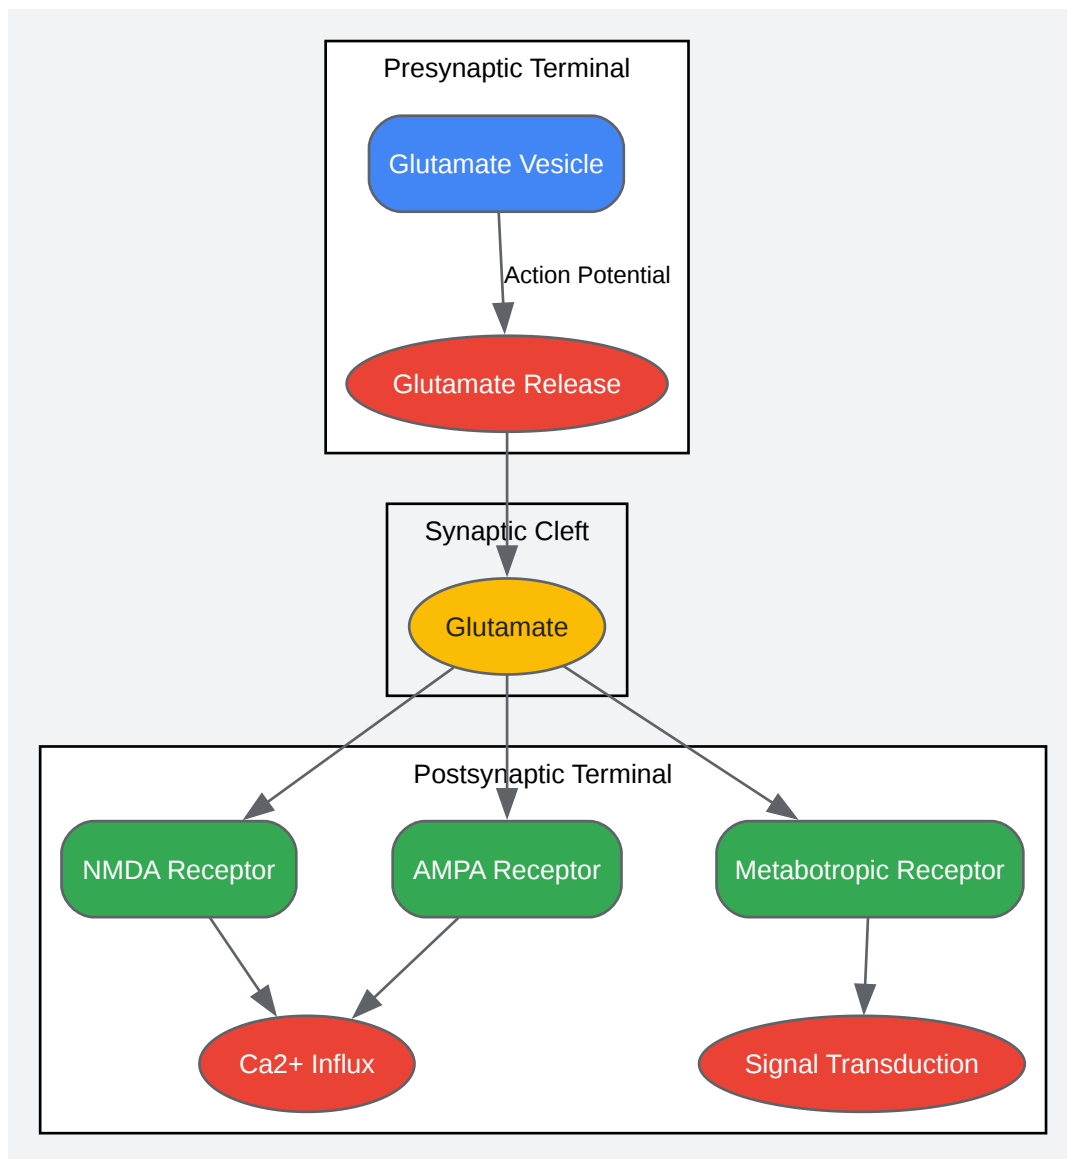 Presynaptic Terminal
Glutamate Vesicle
Action Potential
Glutamate Release
Synaptic Cleft
Glutamate
Postsynaptic Terminal
NMDA Receptor
AMPA Receptor
Metabotropic Receptor
Ca2+ Influx
Signal Transduction